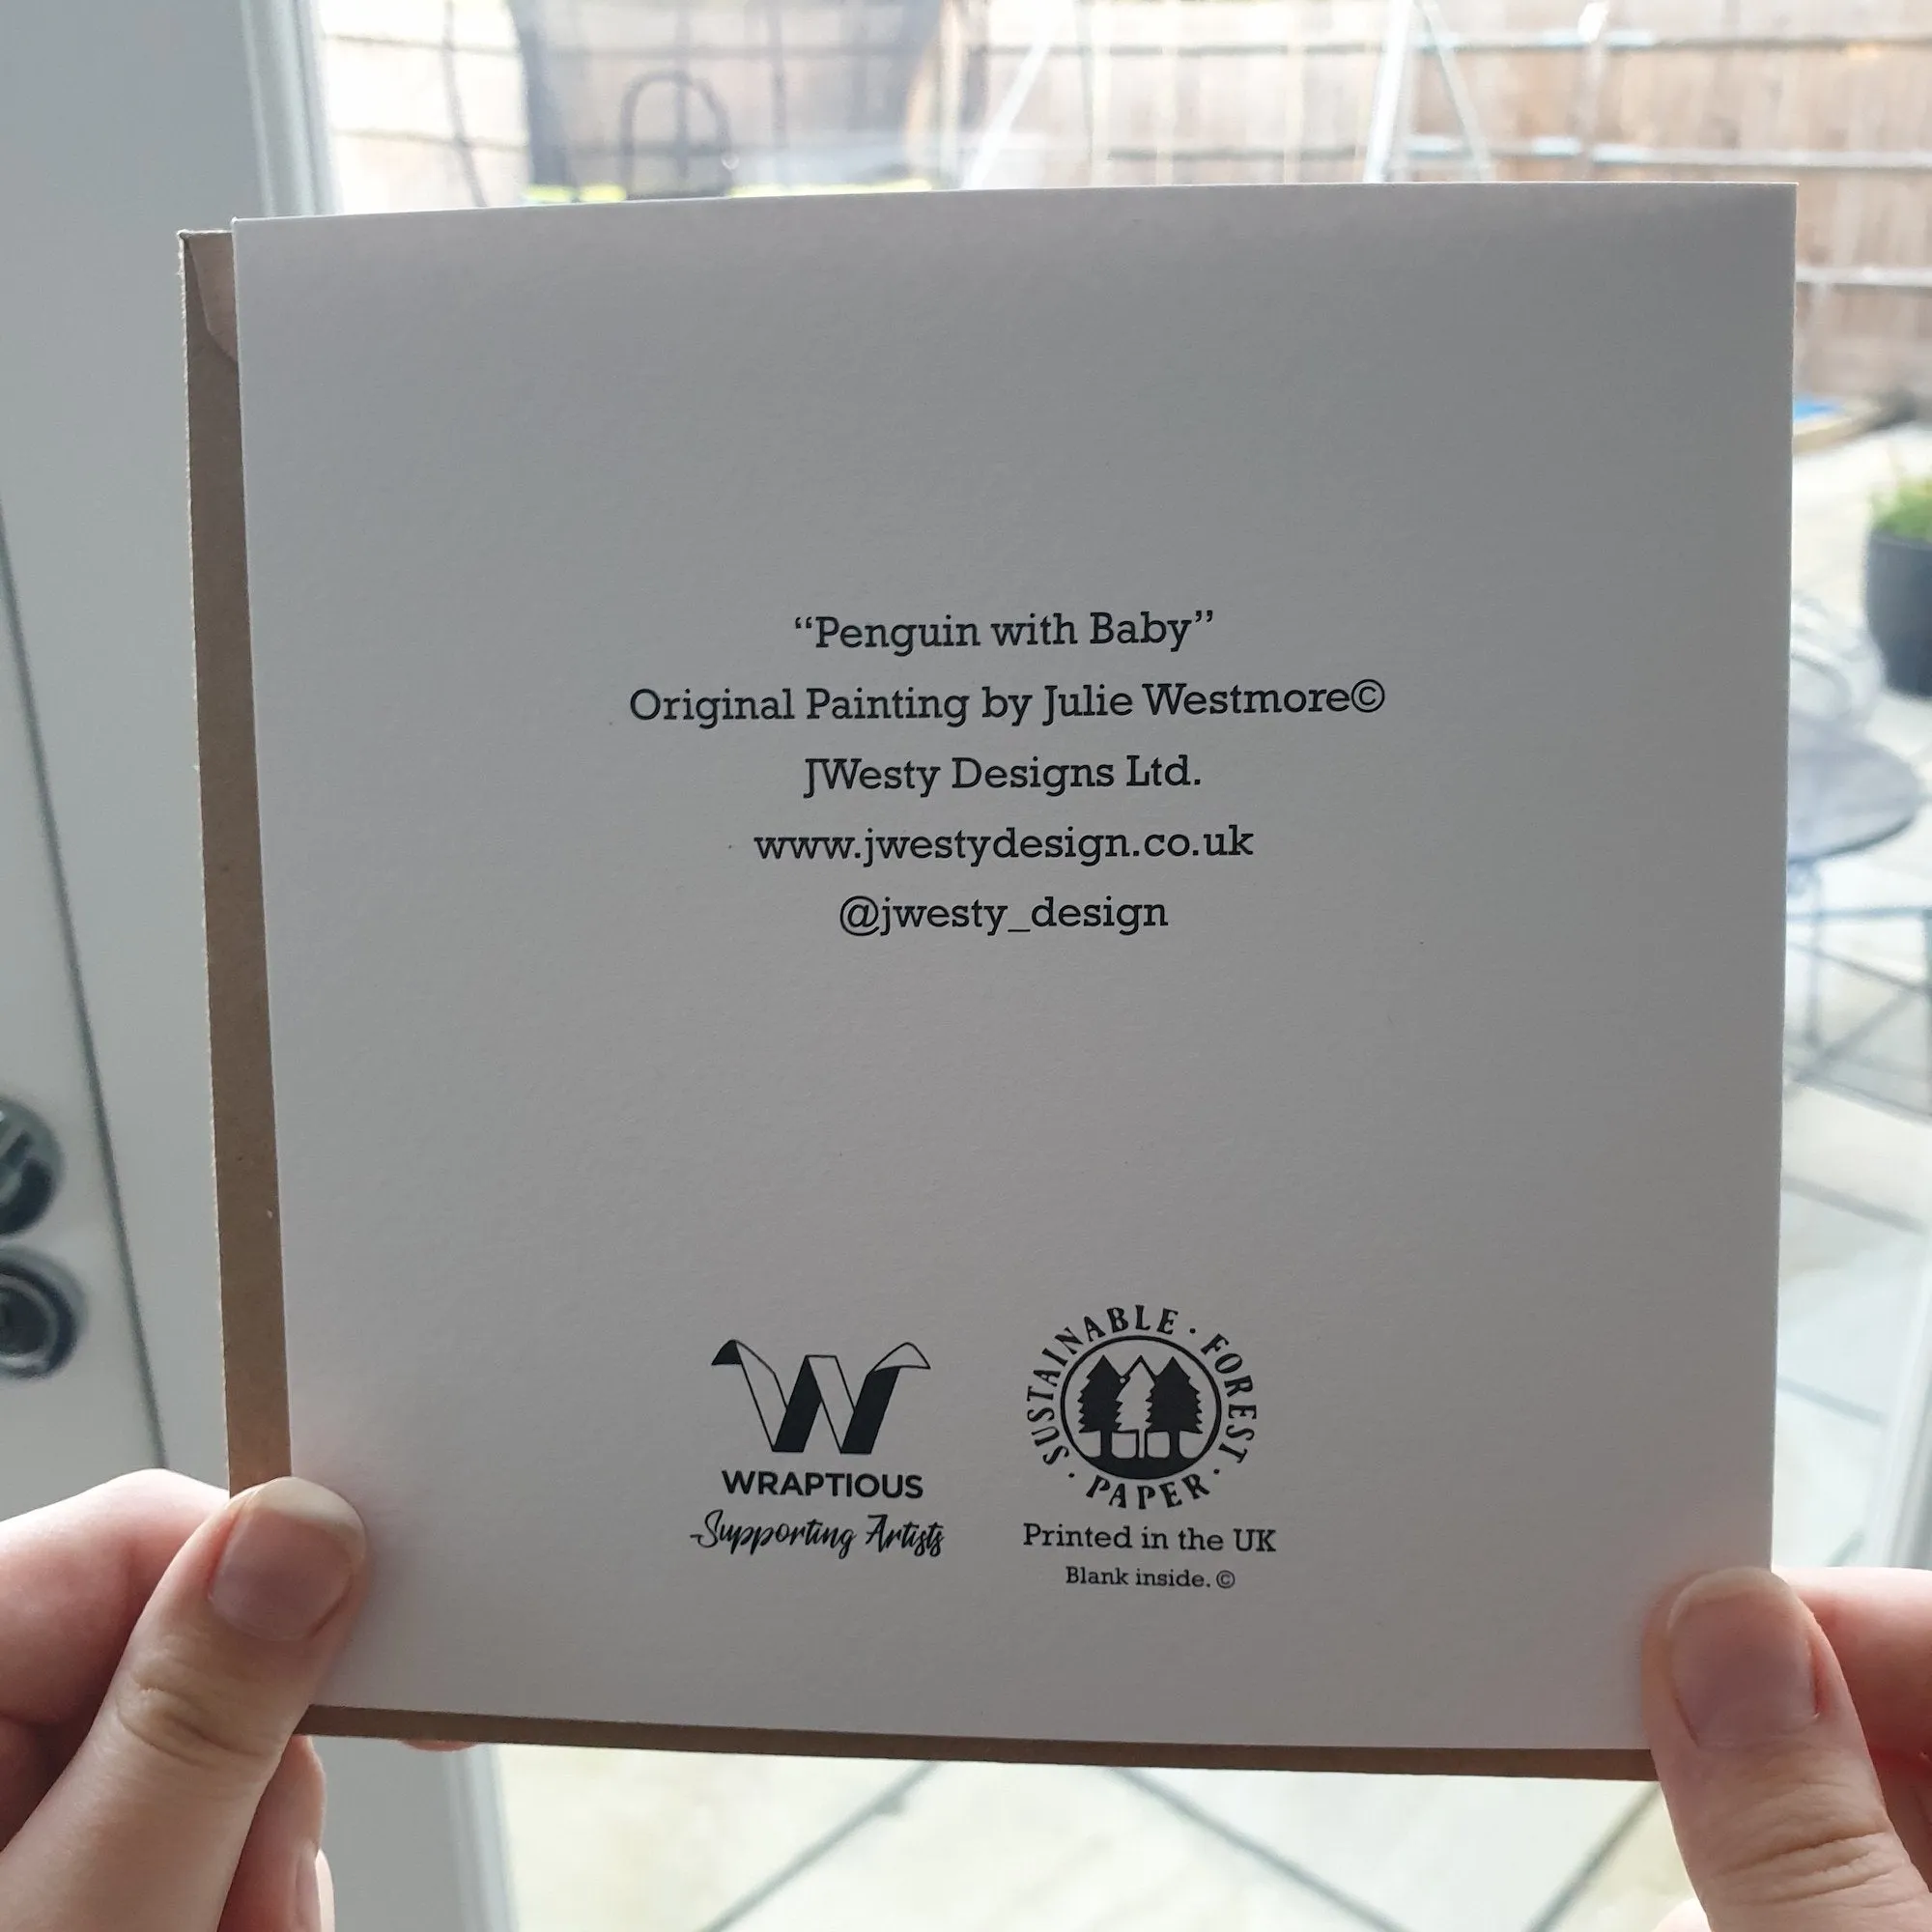 “Penguin with Baby”
Original Painting by Julie Westmore©
JWesty Designs Ltd.
www.jwestydesign.co.uk
@jwesty_design
W
WRAPTIOUS
Supporting Artists
SUSTAINABLE · FOREST · PAPER ·
Printed in the UK
Blank inside. ©